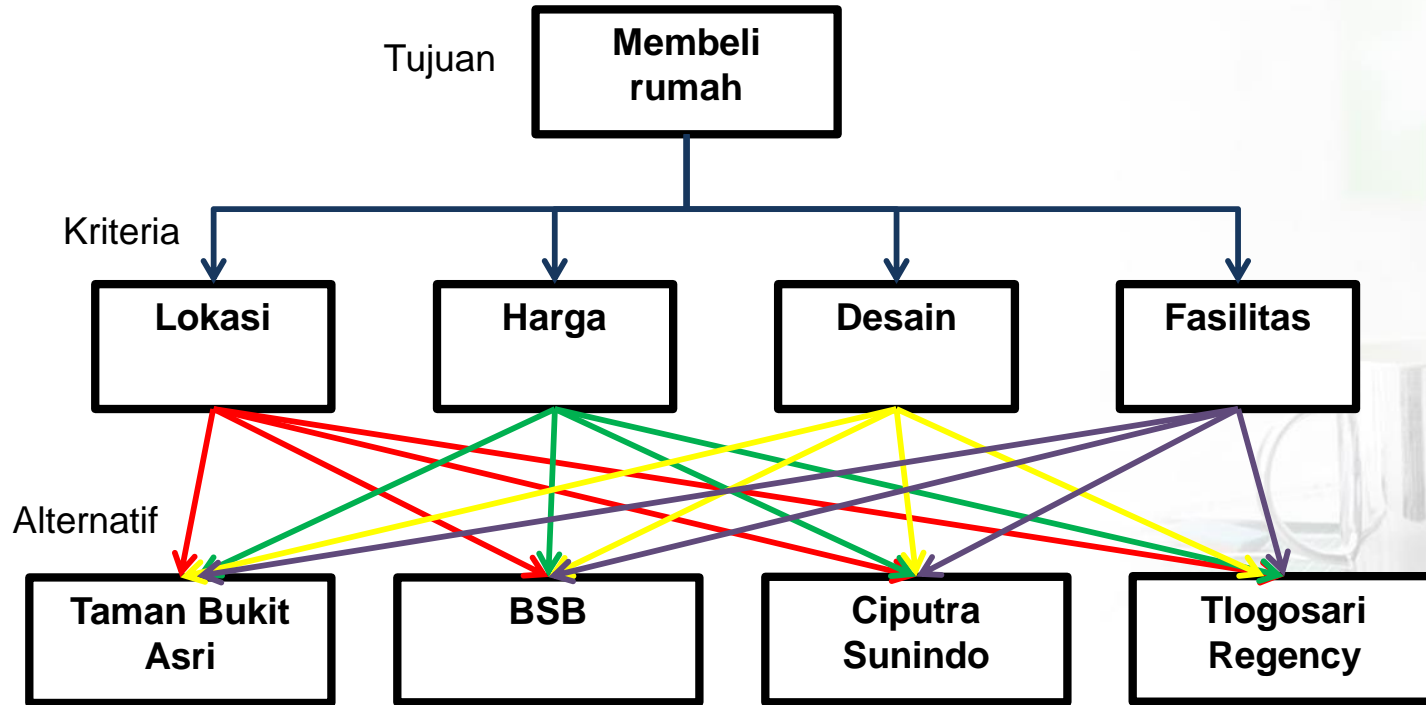 Tujuan
Membeli
rumah
Kriteria
Lokasi
Harga
Desain
Fasilitas
Alternatif
Taman Bukit
Asri
BSB
Ciputra
Sunindo
Tlogosari
Regency